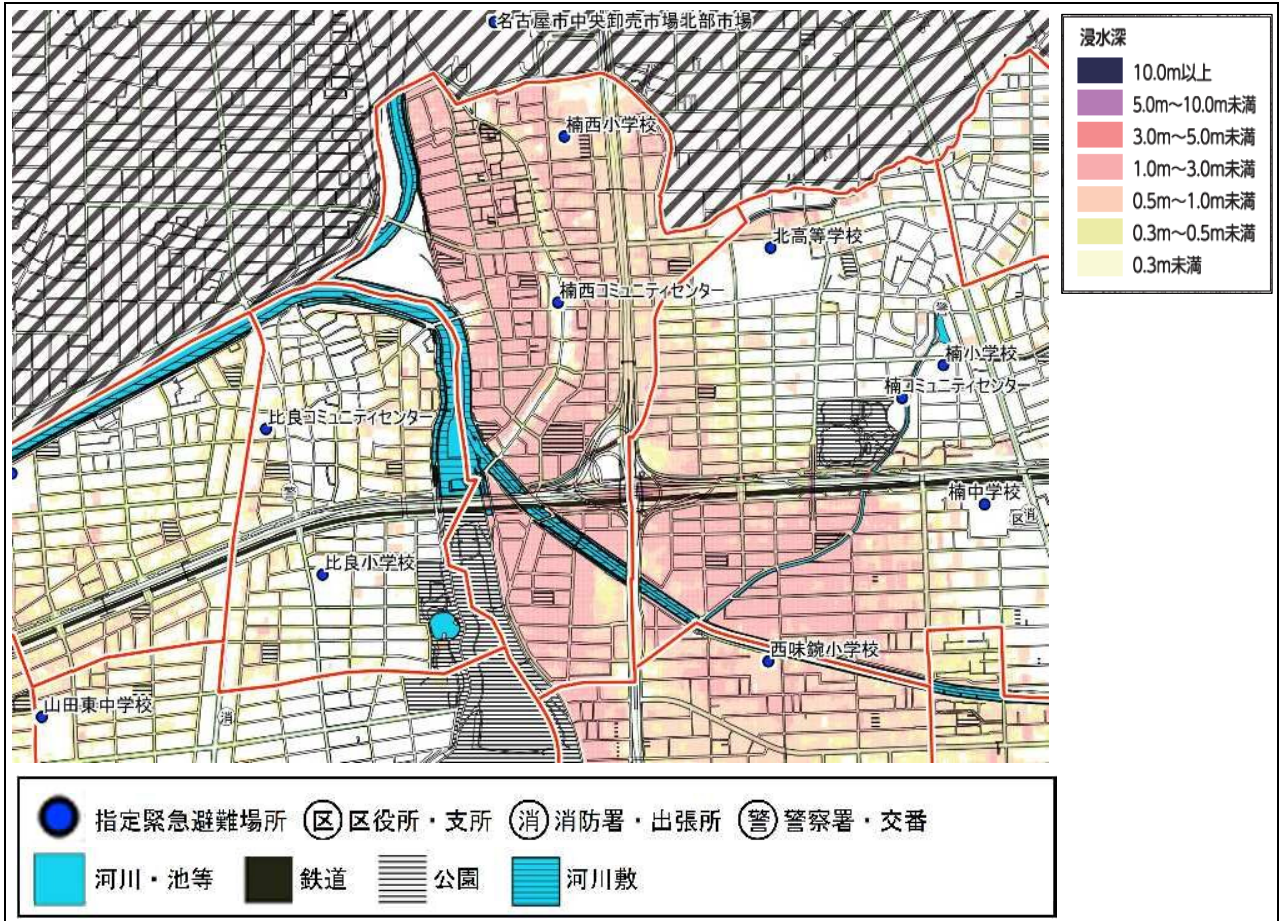 名古屋市中央卸売市場北部市場
楠西小学校
北高等学校
楠西コミュニティセンター
警
楠小学校
楠コミュニティセンター
比良コミュニティセンター
警
楠中学校
区
消
比良小学校
西味鋺小学校
山田東中学校
消
浸水深
10.0m以上
5.0m～10.0m未満
3.0m～5.0m未満
1.0m～3.0m未満
0.5m～1.0m未満
0.3m～0.5m未満
0.3m未満
指定緊急避難場所 区 区役所・支所 消 消防署・出張所 警 警察署・交番
河川・池等 鉄道 公園 河川敷